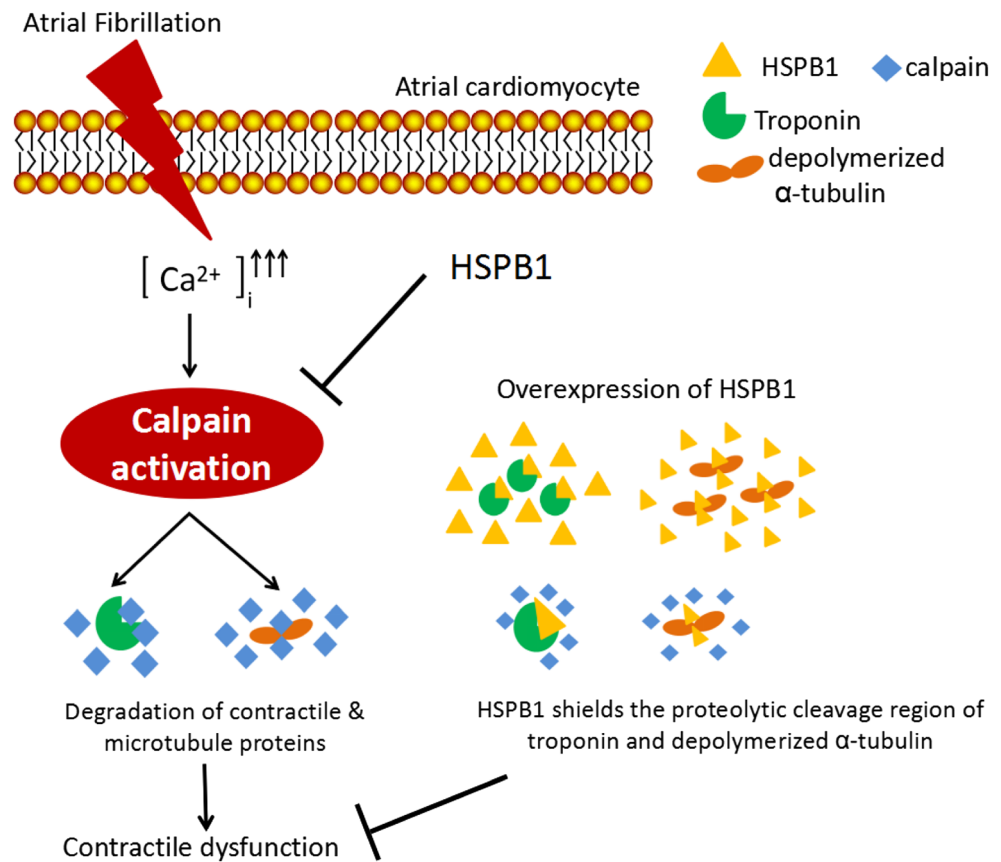 Atrial Fibrillation
Atrial cardiomyocyte
HSPB1
calpain
Troponin
depolymerized
α-tubulin
[ Ca²⁺ ]i↑↑↑
HSPB1
Calpain
activation
Overexpression of HSPB1
Degradation of contractile &
microtubule proteins
HSPB1 shields the proteolytic cleavage region of
troponin and depolymerized α-tubulin
Contractile dysfunction